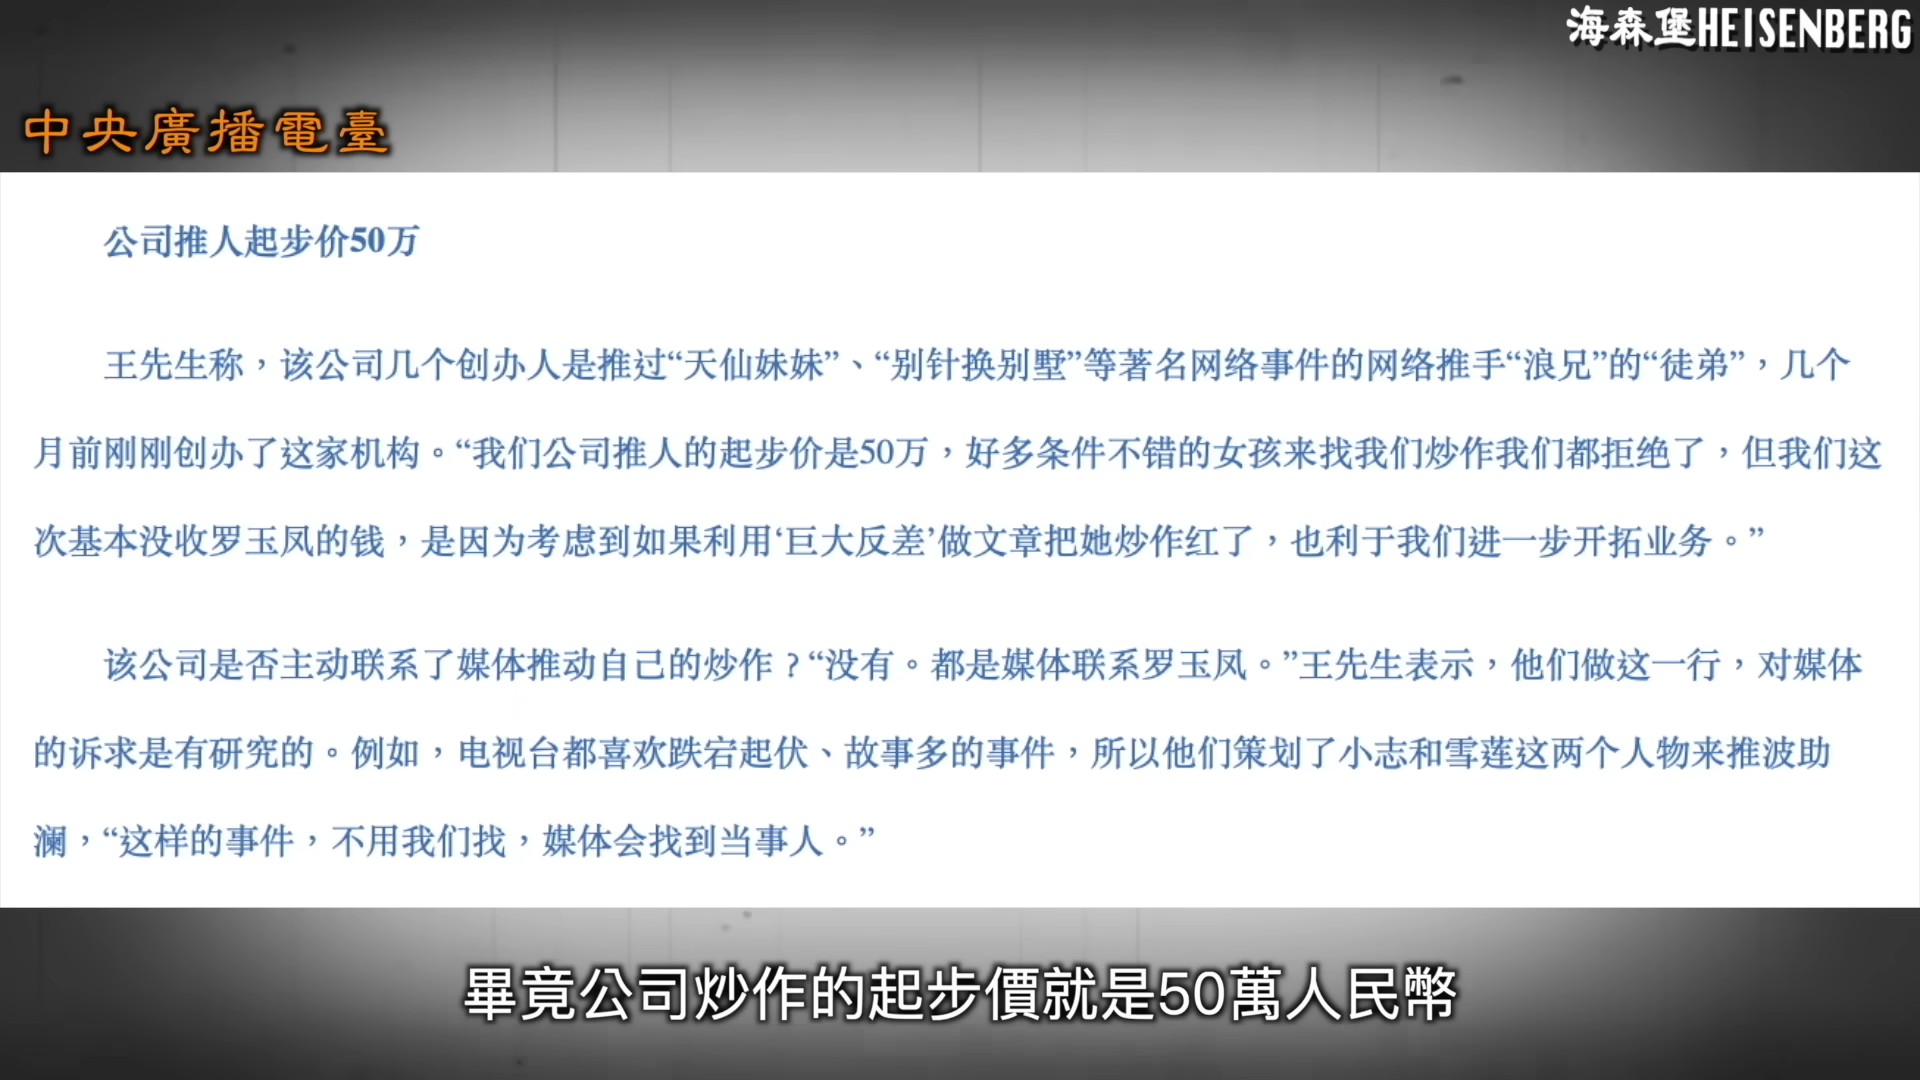 海森堡HEISENBERG
中央廣播電臺
公司推人起步价50万
王先生称，该公司几个创办人是推过“天仙妹妹”、“别针换别墅”等著名网络事件的网络推手“浪兄”的“徒弟”，几个
月前刚刚创办了这家机构。“我们公司推人的起步价是50万，好多条件不错的女孩来找我们炒作我们都拒绝了，但我们这
次基本没收罗玉凤的钱，是因为考虑到如果利用‘巨大反差’做文章把她炒作红了，也利于我们进一步开拓业务。”
该公司是否主动联系了媒体推动自己的炒作？“没有。都是媒体联系罗玉凤。”王先生表示，他们做这一行，对媒体
的诉求是有研究的。例如，电视台都喜欢跌宕起伏、故事多的事件，所以他们策划了小志和雪莲这两个人物来推波助
澜，“这样的事件，不用我们找，媒体会找到当事人。”
畢竟公司炒作的起步價就是50萬人民幣